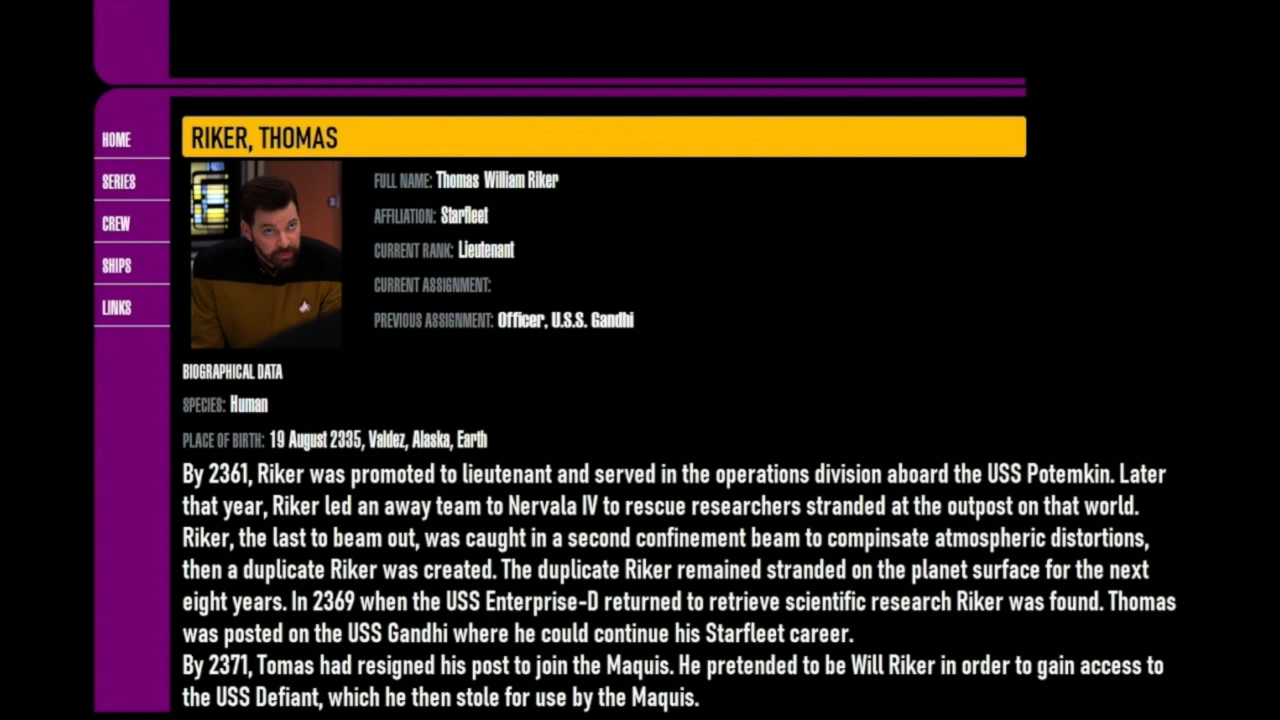 RIKER, THOMAS
HOME
SERIES
CREW
SHIPS
LINKS
FULL NAME: Thomas William Riker
AFFILIATION: Starfleet
CURRENT RANK: Lieutenant
CURRENT ASSIGNMENT:
PREVIOUS ASSIGNMENT: Officer, U.S.S. Gandhi
BIOGRAPHICAL DATA
SPECIES: Human
PLACE OF BIRTH: 19 August 2335, Valdez, Alaska, Earth
By 2361, Riker was promoted to lieutenant and served in the operations division aboard the USS Potemkin. Later
that year, Riker led an away team to Nervala IV to rescue researchers stranded at the outpost on that world.
Riker, the last to beam out, was caught in a second confinement beam to compinsate atmospheric distortions,
then a duplicate Riker was created. The duplicate Riker remained stranded on the planet surface for the next
eight years. In 2369 when the USS Enterprise-D returned to retrieve scientific research Riker was found. Thomas
was posted on the USS Gandhi where he could continue his Starfleet career.
By 2371, Tomas had resigned his post to join the Maquis. He pretended to be Will Riker in order to gain access to
the USS Defiant, which he then stole for use by the Maquis.